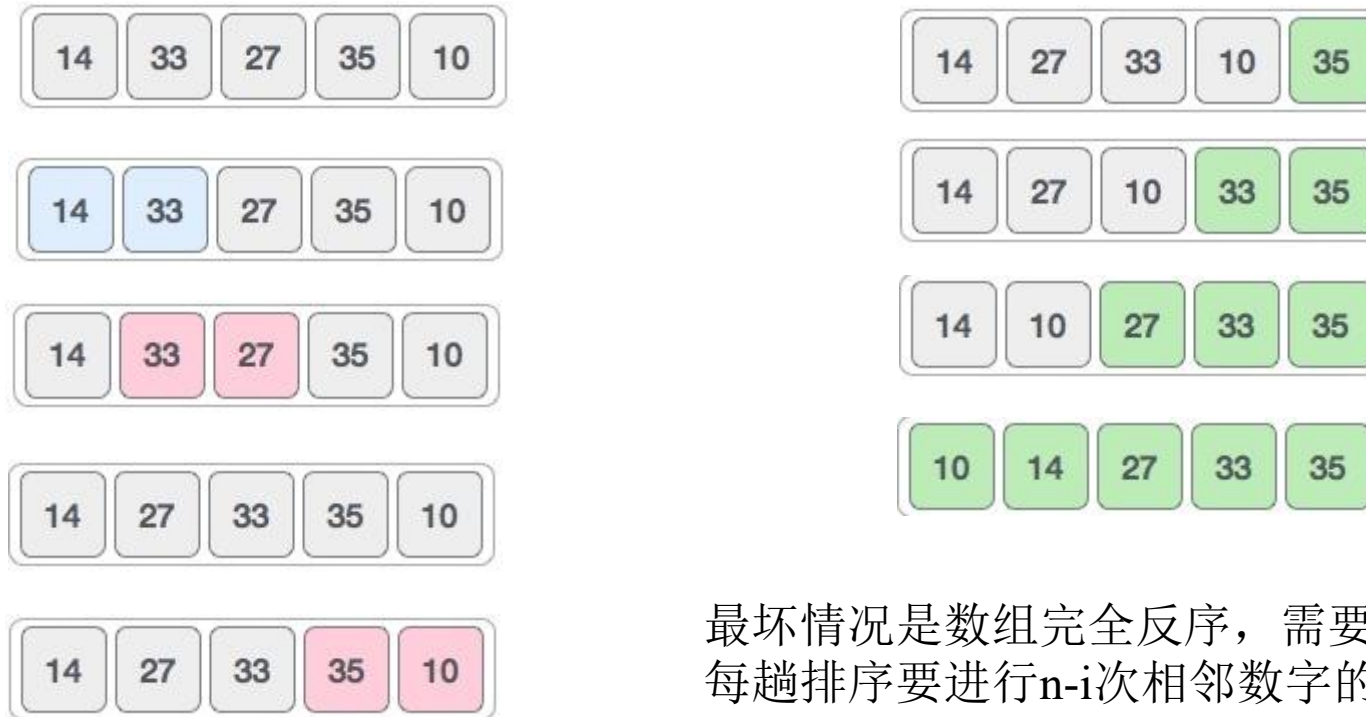 14 33 27 35 10
14 33 27 35 10
14 33 27 35 10
14 27 33 35 10
14 27 33 35 10
14 27 33 10 35
14 27 10 33 35
14 10 27 33 35
10 14 27 33 35
最坏情况是数组完全反序，需要
每趟排序要进行n-i次相邻数字的